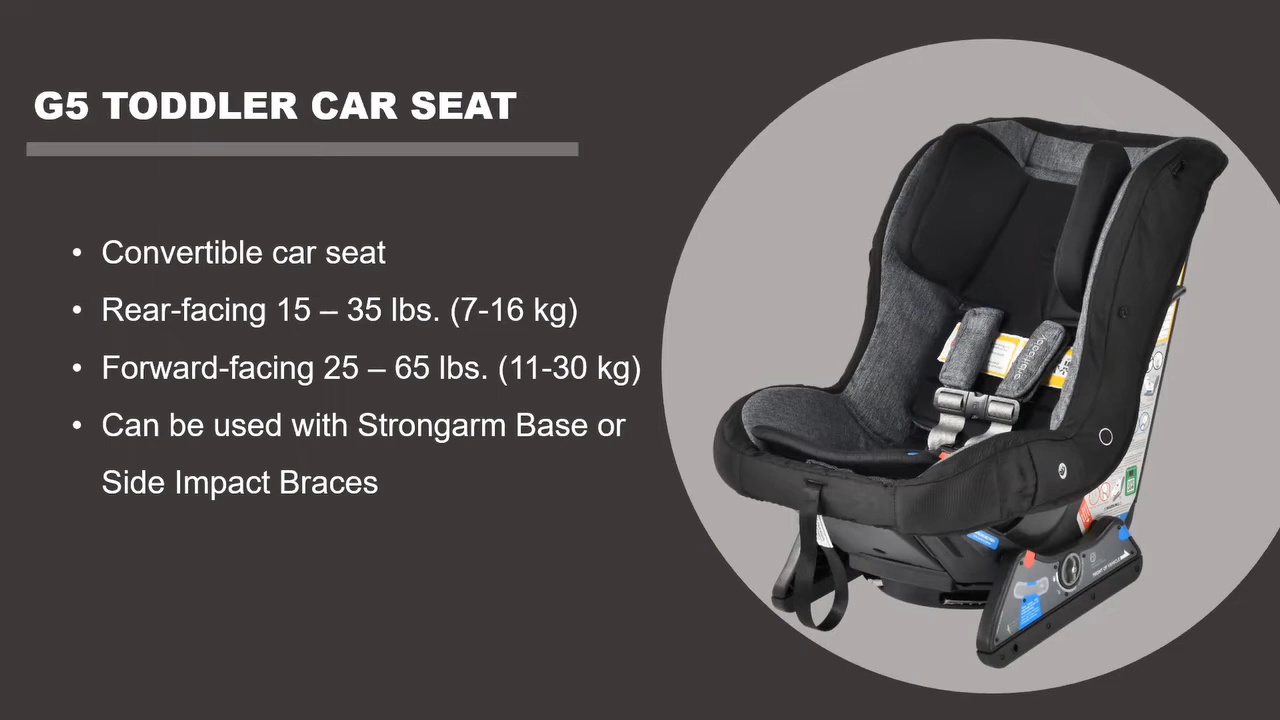 G5 TODDLER CAR SEAT
• Convertible car seat
• Rear-facing 15 – 35 lbs. (7-16 kg)
• Forward-facing 25 – 65 lbs. (11-30 kg)
• Can be used with Strongarm Base or
Side Impact Braces
orbitbaby